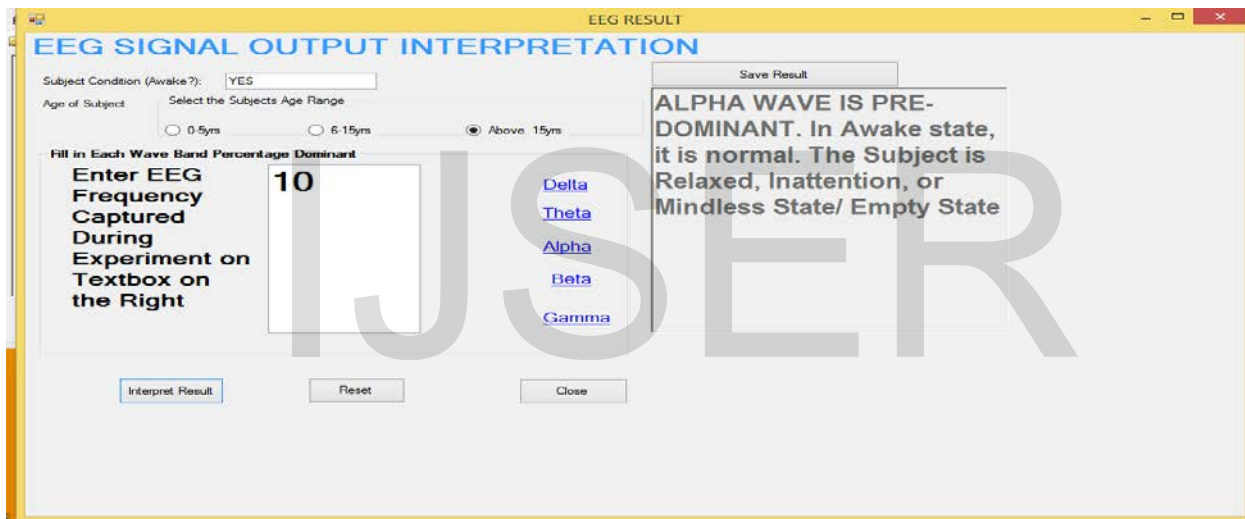 EEG RESULT
EEG SIGNAL OUTPUT INTERPRETATION
Subject Condition (Awake?): YES
Age of Subject
Select the Subjects Age Range
0-5yrs 6-15yrs Above 15yrs
Fill in Each Wave Band Percentage Dominant
Enter EEG
Frequency
Captured
During
Experiment on
Textbox on
the Right
10
Delta
Theta
Alpha
Beta
Gamma
Interpret Result Reset Close
Save Result
ALPHA WAVE IS PRE-
DOMINANT. In Awake state,
it is normal. The Subject is
Relaxed, Inattention, or
Mindless State/ Empty State
IJSER